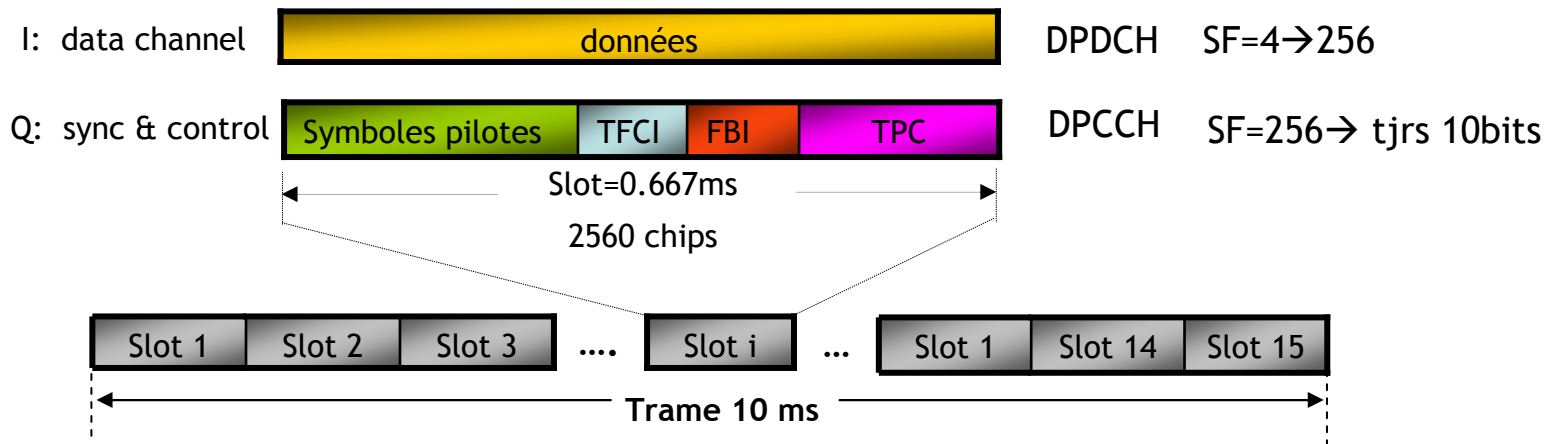 I: data channel données DPDCH SF=4→256
Q: sync & control Symboles pilotes TFCI FBI TPC DPCCH SF=256→ tjrs 10bits
Slot=0.667ms
2560 chips
Slot 1 Slot 2 Slot 3 .... Slot i ... Slot 1 Slot 14 Slot 15
Trame 10 ms